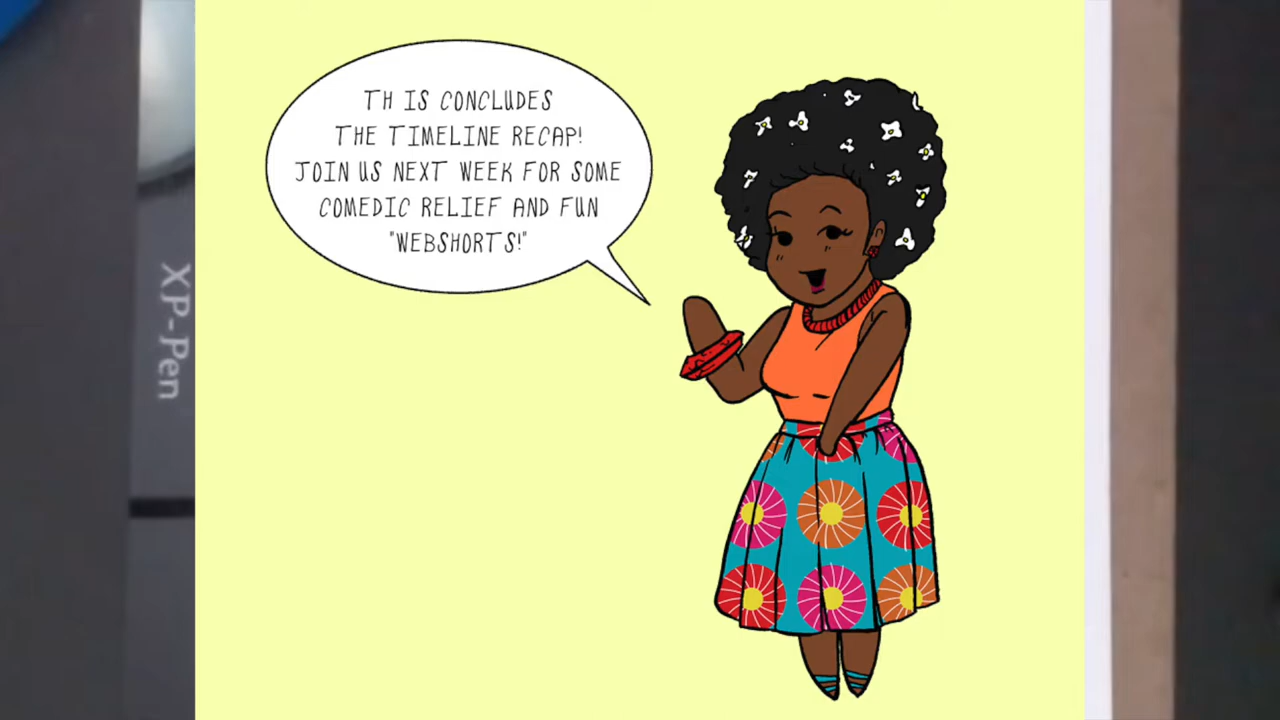 TH IS CONCLUDES
THE TIMELINE RECAP!
JOIN US NEXT WEEK FOR SOME
COMEDIC RELIEF AND FUN
"WEBSHORTS!"
XP-Pen